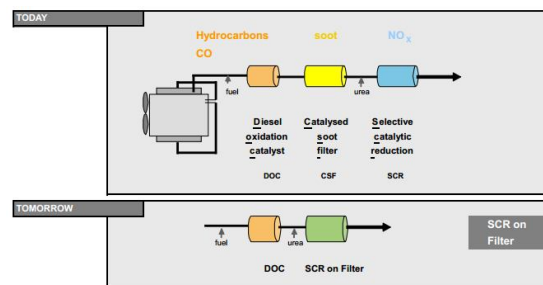 TODAY
Hydrocarbons soot NOx
CO
fuel urea
Diesel Catalysed Selective
oxidation soot catalytic
catalyst filter reduction
DOC CSF SCR
TOMORROW
SCR on
Filter
fuel urea
DOC SCR on Filter